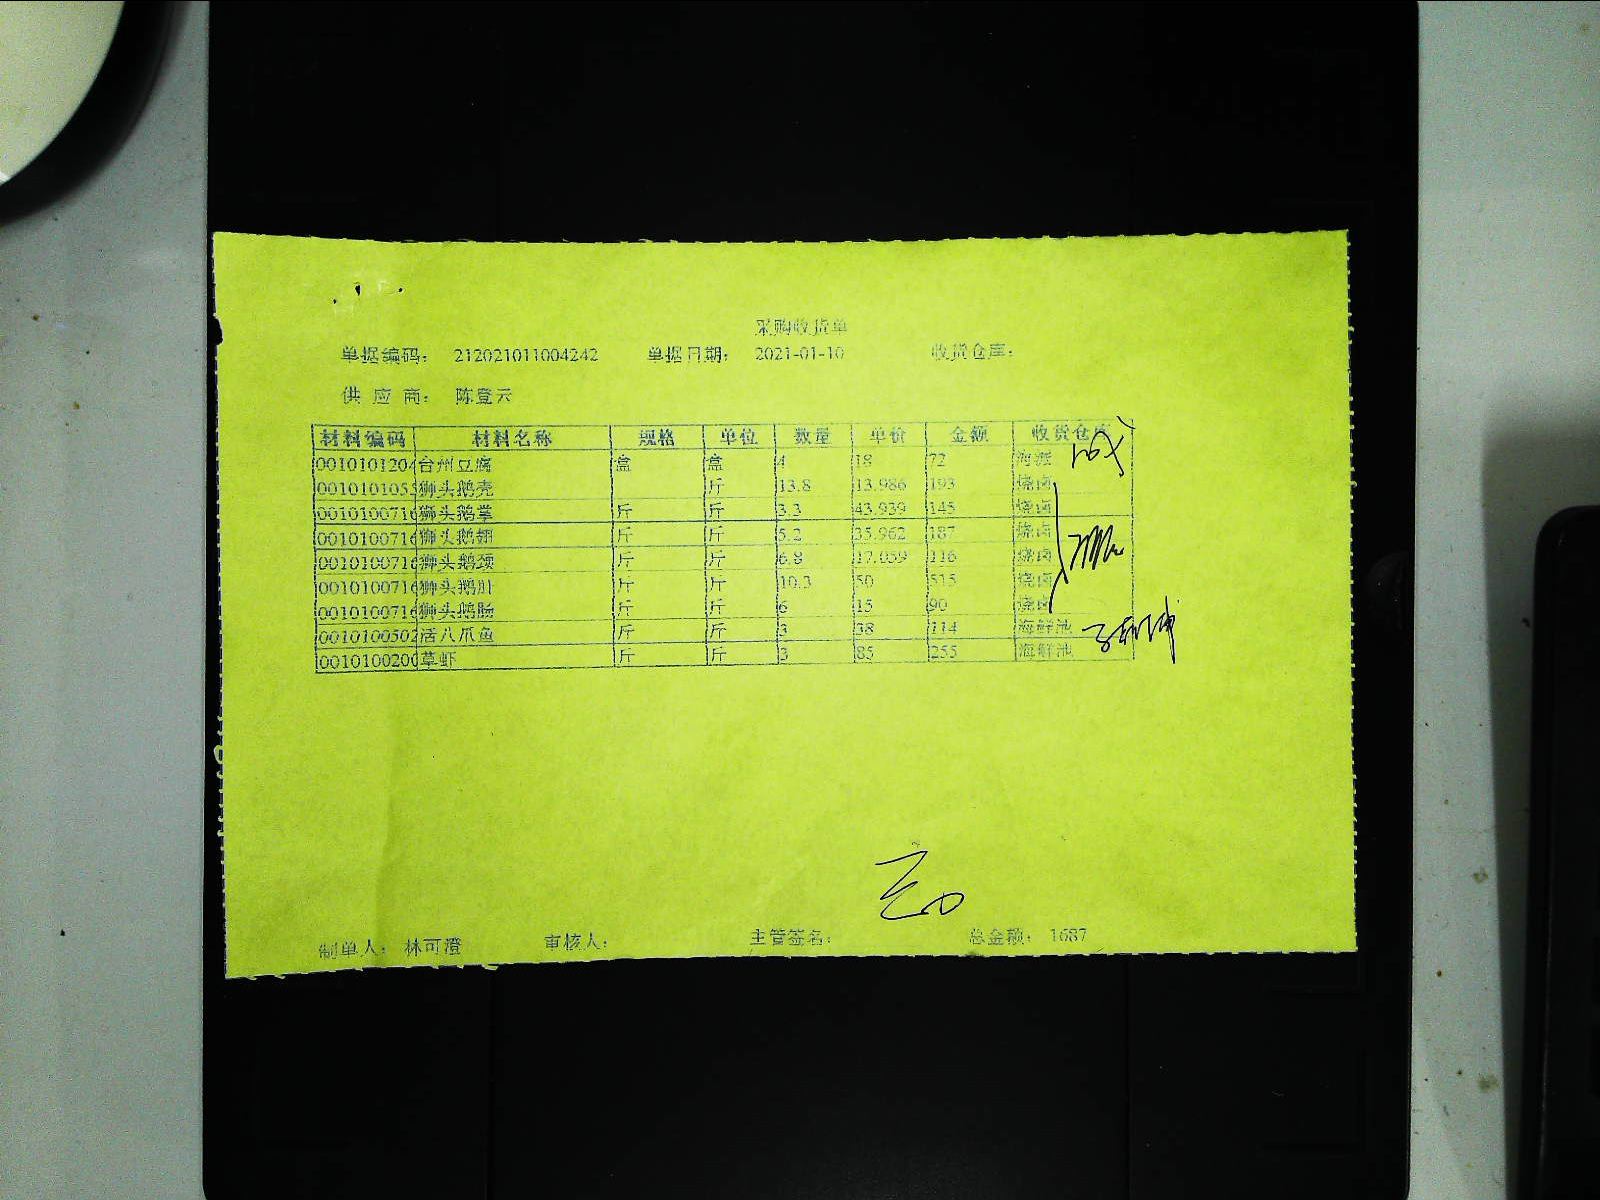 采购收货单
单据编码： 212021011004242 单据日期： 2021-01-10 收货仓库：
供 应 商： 陈登云
材料编码 材料名称 规格 单位 数量 单价 金额 收货仓库
0010101204 台州豆腐 盒 盒 4 18 72
0010101055 狮头鹅壳 斤 13.8 13.986 193 烧卤
0010100716 狮头鹅掌 斤 斤 3.3 43.939 145 烧卤
0010100716 狮头鹅翅 斤 斤 5.2 35.962 187 烧卤
0010100716 狮头鹅颈 斤 斤 6.8 17.059 116 烧卤
0010100716 狮头鹅肝 斤 斤 10.3 50 515 烧卤
0010100716 狮头鹅肠 斤 斤 6 15 90 烧卤
0010100502 活八爪鱼 斤 斤 3 38 114 海鲜池
0010100200 草虾 斤 斤 3 85 255 海鲜池
制单人： 林可澄 审核人： 主管签名： 总金额： 1687